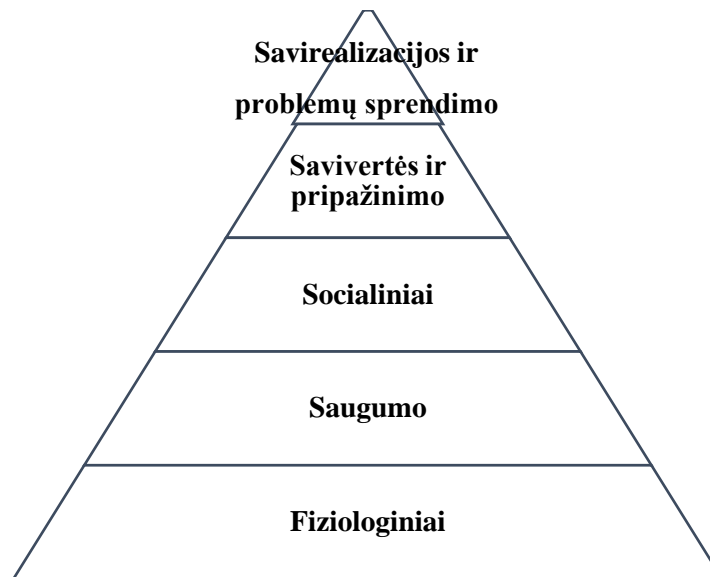 Savirealizacijos ir
problemų sprendimo
Savivertės ir
pripažinimo
Socialiniai
Saugumo
Fiziologiniai